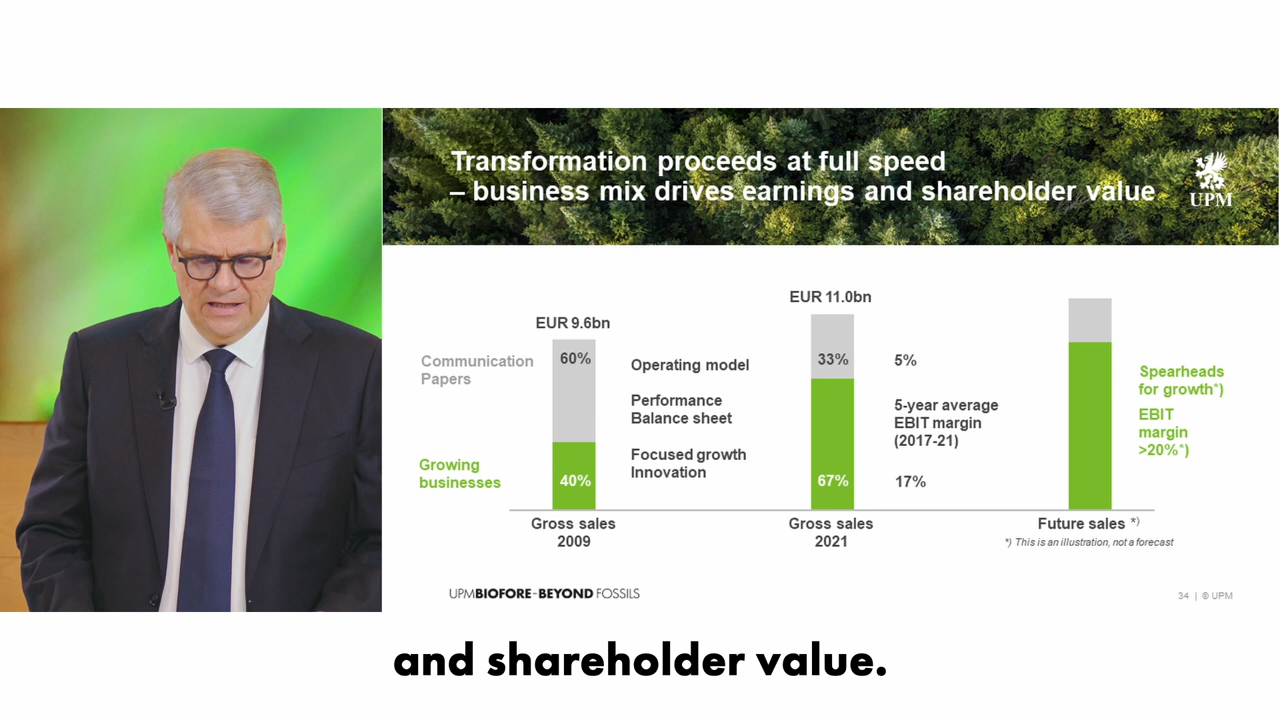 Transformation proceeds at full speed
– business mix drives earnings and shareholder value
UPM
EUR 9.6bn
EUR 11.0bn
Communication
Papers
60%
Operating model
33%
5%
Performance
Balance sheet
5-year average
EBIT margin
(2017-21)
Spearheads
for growth*)
EBIT
margin
>20%*)
Growing
businesses
40%
Focused growth
Innovation
67%
17%
Gross sales
2009
Gross sales
2021
Future sales *)
*) This is an illustration, not a forecast
UPMBIOFORE–BEYOND FOSSILS
34 | © UPM
and shareholder value.